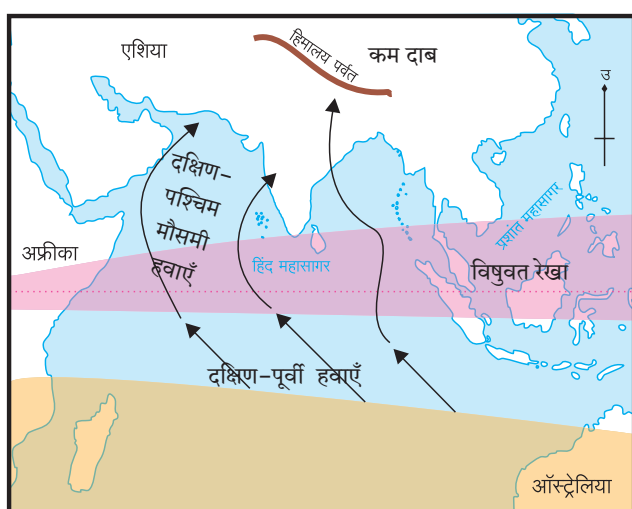 एशिया
हिमालय पर्वत
कम दाब
उ
दक्षिण-
पश्चिम
मौसमी
हवाएँ
प्रशांत महासागर
अफ्रीका
हिंद महासागर
विषुवत रेखा
दक्षिण-पूर्वी हवाएँ
ऑस्ट्रेलिया